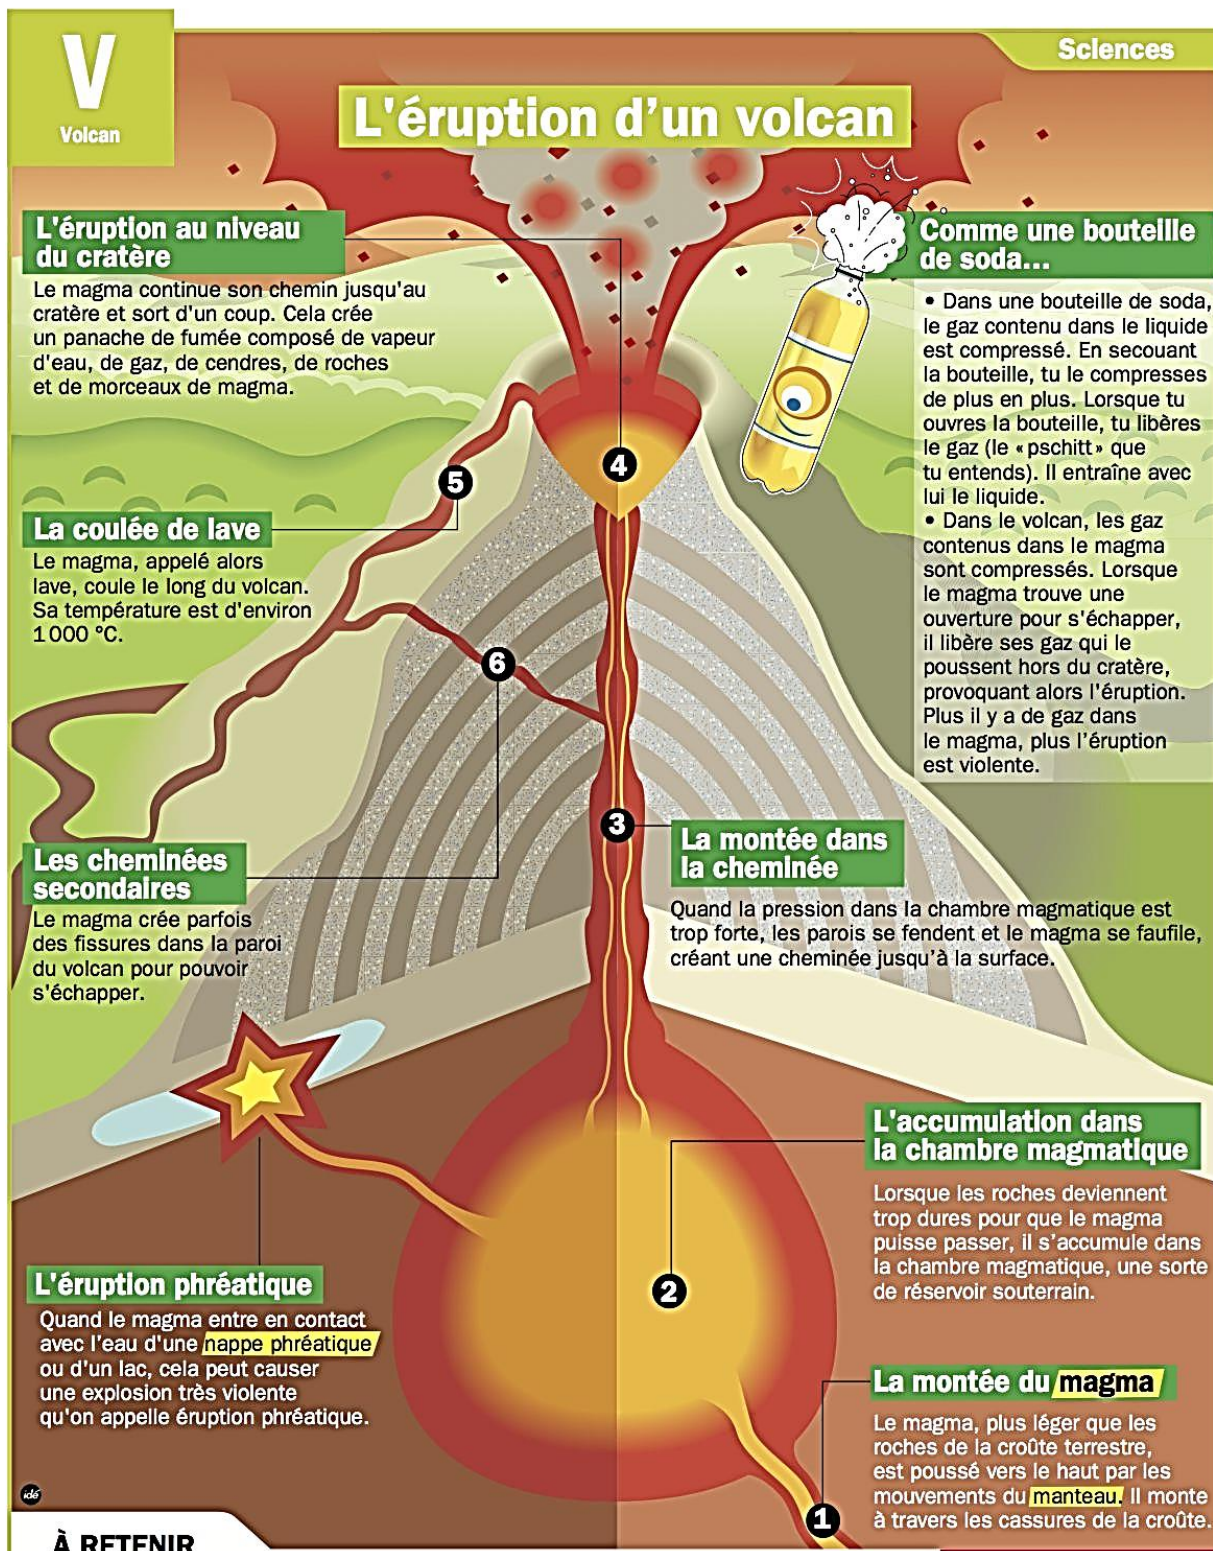 V
Volcan
Sciences
L'éruption d'un volcan
L'éruption au niveau
du cratère
Le magma continue son chemin jusqu'au
cratère et sort d'un coup. Cela crée
un panache de fumée composé de vapeur
d'eau, de gaz, de cendres, de roches
et de morceaux de magma.
Comme une bouteille
de soda...
• Dans une bouteille de soda,
le gaz contenu dans le liquide
est compressé. En secouant
la bouteille, tu le compresses
de plus en plus. Lorsque tu
ouvres la bouteille, tu libères
le gaz (le «pschitt» que
tu entends). Il entraîne avec
lui le liquide.
• Dans le volcan, les gaz
contenus dans le magma
sont compressés. Lorsque
le magma trouve une
ouverture pour s'échapper,
il libère ses gaz qui le
poussent hors du cratère,
provoquant alors l'éruption.
Plus il y a de gaz dans
le magma, plus l'éruption
est violente.
4
5
La coulée de lave
Le magma, appelé alors
lave, coule le long du volcan.
Sa température est d'environ
1000 °C.
6
3
La montée dans
la cheminée
Quand la pression dans la chambre magmatique est
trop forte, les parois se fendent et le magma se faufile,
créant une cheminée jusqu'à la surface.
Les cheminées
secondaires
Le magma crée parfois
des fissures dans la paroi
du volcan pour pouvoir
s'échapper.
L'accumulation dans
la chambre magmatique
Lorsque les roches deviennent
trop dures pour que le magma
puisse passer, il s'accumule dans
la chambre magmatique, une sorte
de réservoir souterrain.
2
L'éruption phréatique
Quand le magma entre en contact
avec l'eau d'une nappe phréatique
ou d'un lac, cela peut causer
une explosion très violente
qu'on appelle éruption phréatique.
La montée du magma
Le magma, plus léger que les
roches de la croûte terrestre,
est poussé vers le haut par les
mouvements du manteau. Il monte
à travers les cassures de la croûte.
1
idé
À RETENIR